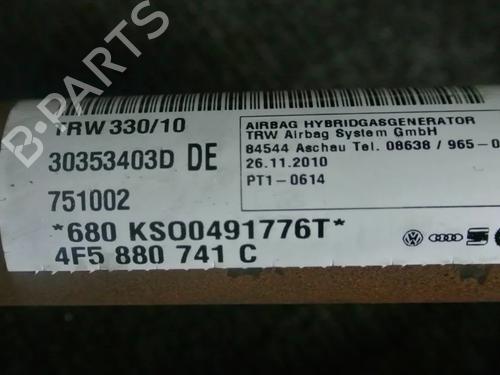 B-PARTS
TRW 330/10
30353403D DE
751002
*680 KSO0491776T*
4F5 880 741 C
AIRBAG HYBRIDGASGENERATOR
TRW Airbag System GmbH
84544 Aschau Tel. 08638 / 965-0
26.11.2010
PT1-0614